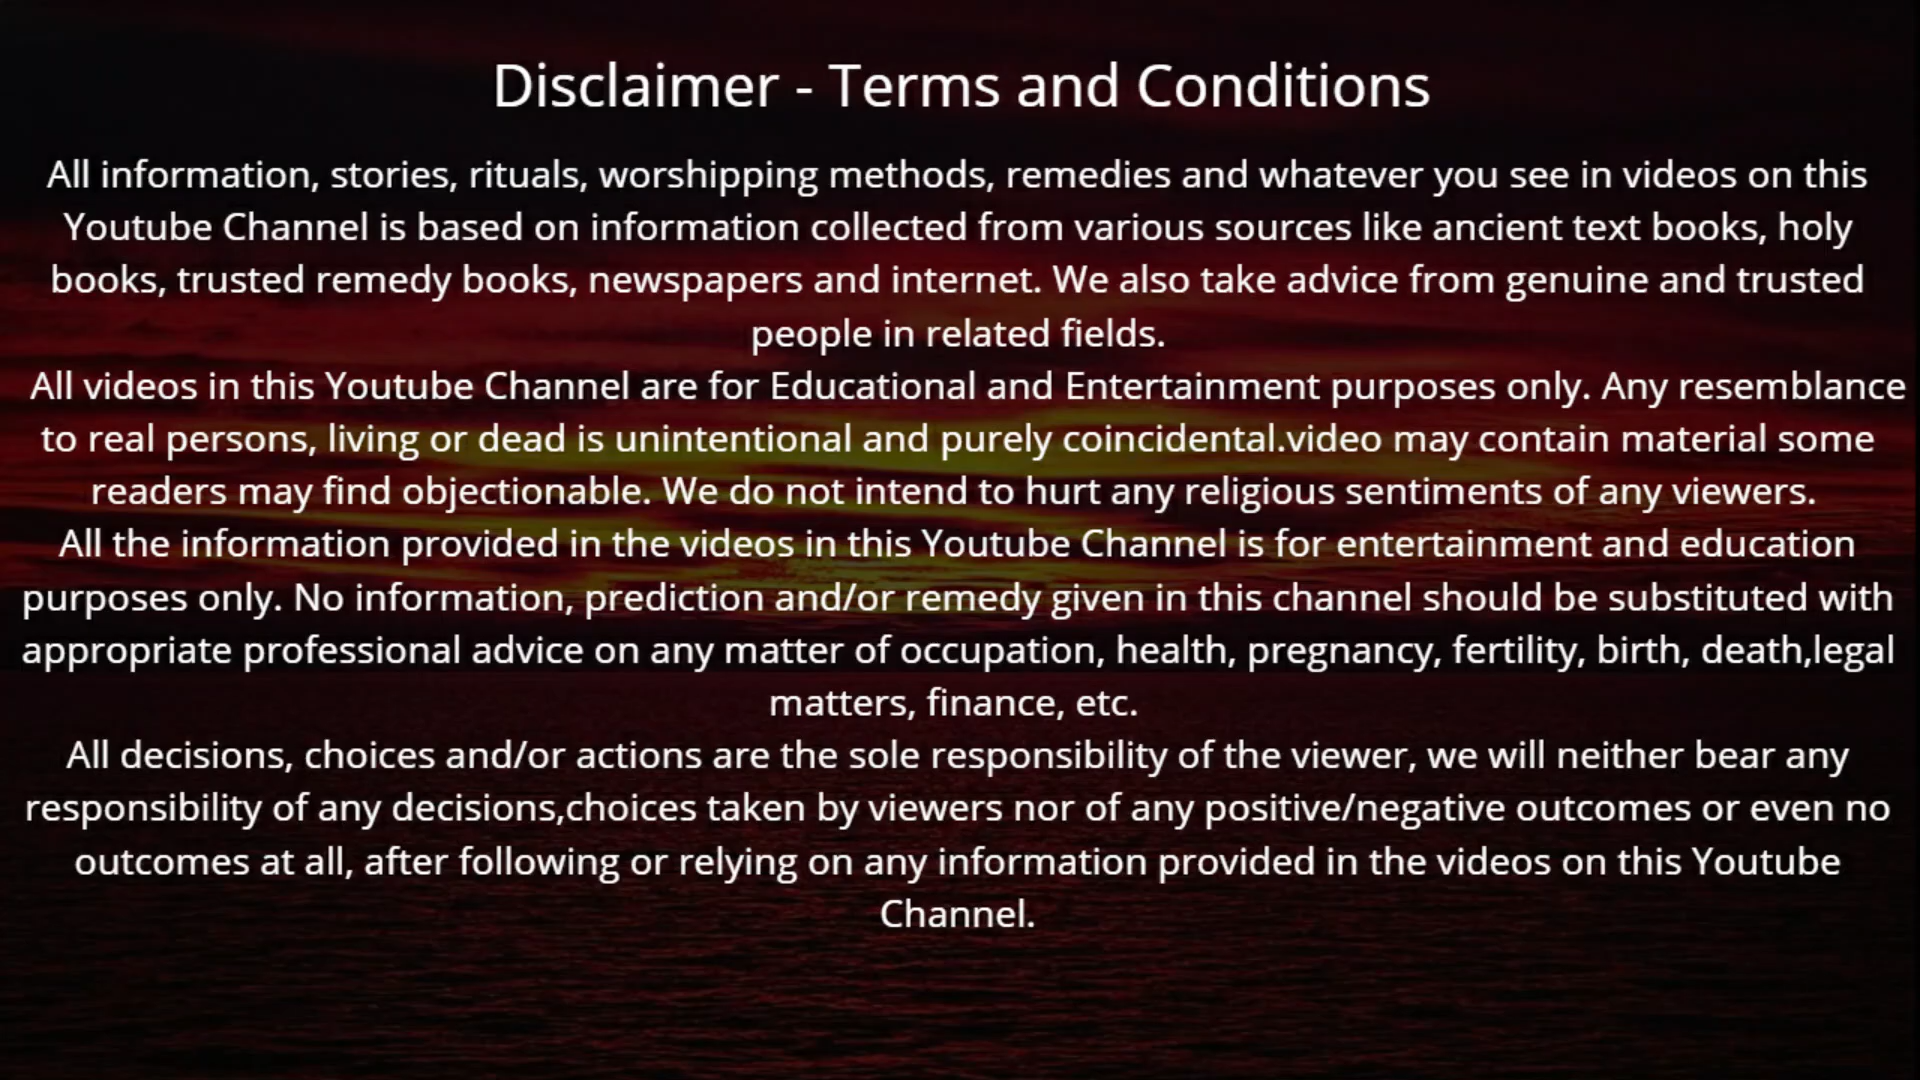 Disclaimer - Terms and Conditions
All information, stories, rituals, worshipping methods, remedies and whatever you see in videos on this
Youtube Channel is based on information collected from various sources like ancient text books, holy
books, trusted remedy books, newspapers and internet. We also take advice from genuine and trusted
people in related fields.
All videos in this Youtube Channel are for Educational and Entertainment purposes only. Any resemblance
to real persons, living or dead is unintentional and purely coincidental.video may contain material some
readers may find objectionable. We do not intend to hurt any religious sentiments of any viewers.
All the information provided in the videos in this Youtube Channel is for entertainment and education
purposes only. No information, prediction and/or remedy given in this channel should be substituted with
appropriate professional advice on any matter of occupation, health, pregnancy, fertility, birth, death,legal
matters, finance, etc.
All decisions, choices and/or actions are the sole responsibility of the viewer, we will neither bear any
responsibility of any decisions,choices taken by viewers nor of any positive/negative outcomes or even no
outcomes at all, after following or relying on any information provided in the videos on this Youtube
Channel.